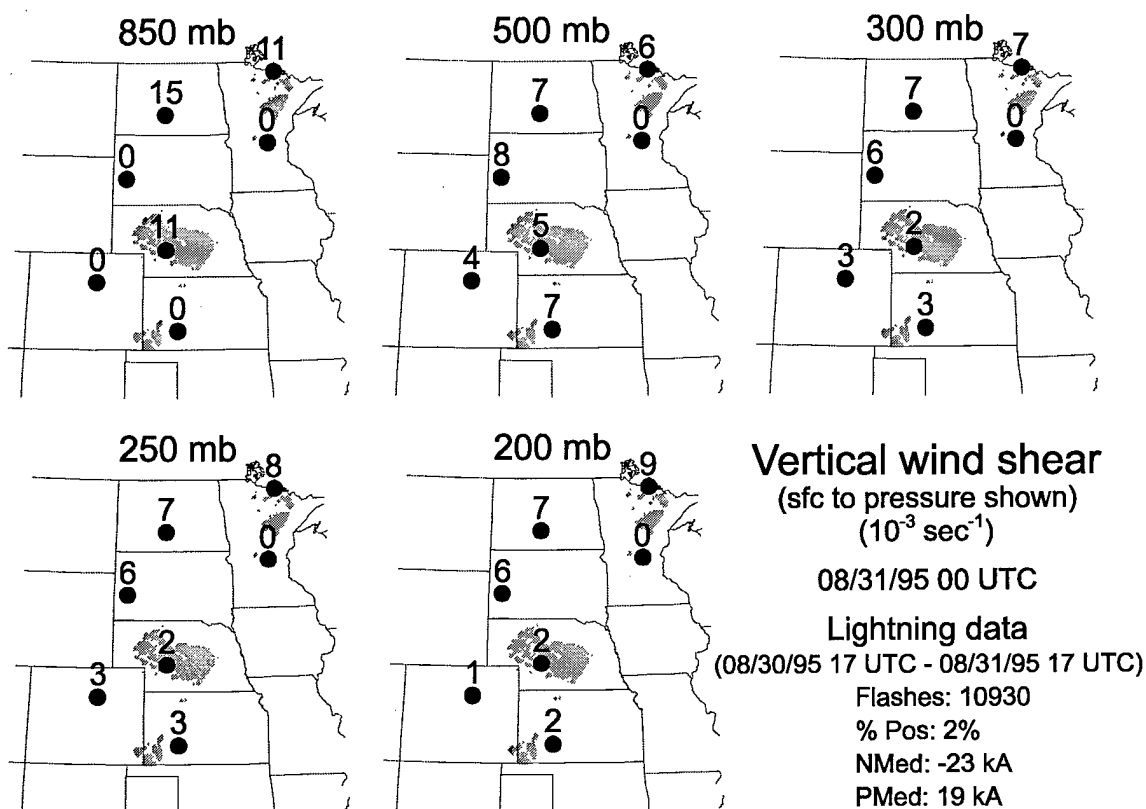 850 mb
11
15
0
0
11
0
0
500 mb
6
7
0
8
5
4
7
300 mb
7
7
0
6
2
3
3
250 mb
8
7
0
6
2
3
3
200 mb
9
7
0
6
2
1
2
Vertical wind shear
(sfc to pressure shown)
(10⁻³ sec⁻¹)
08/31/95 00 UTC
Lightning data
(08/30/95 17 UTC - 08/31/95 17 UTC)
Flashes: 10930
% Pos: 2%
NMed: -23 kA
PMed: 19 kA